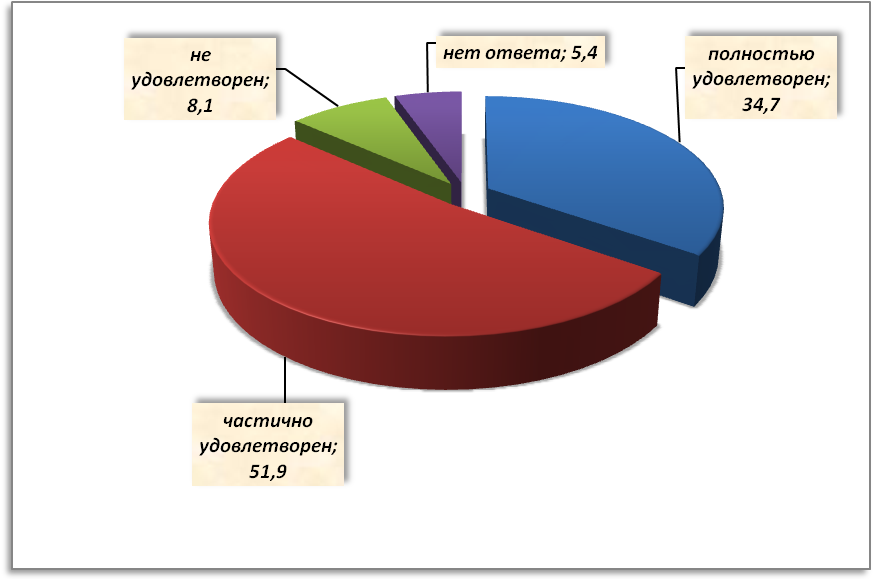 не
удовлетворен;
8,1
нет ответа; 5,4
полностью
удовлетворен;
34,7
частично
удовлетворен;
51,9